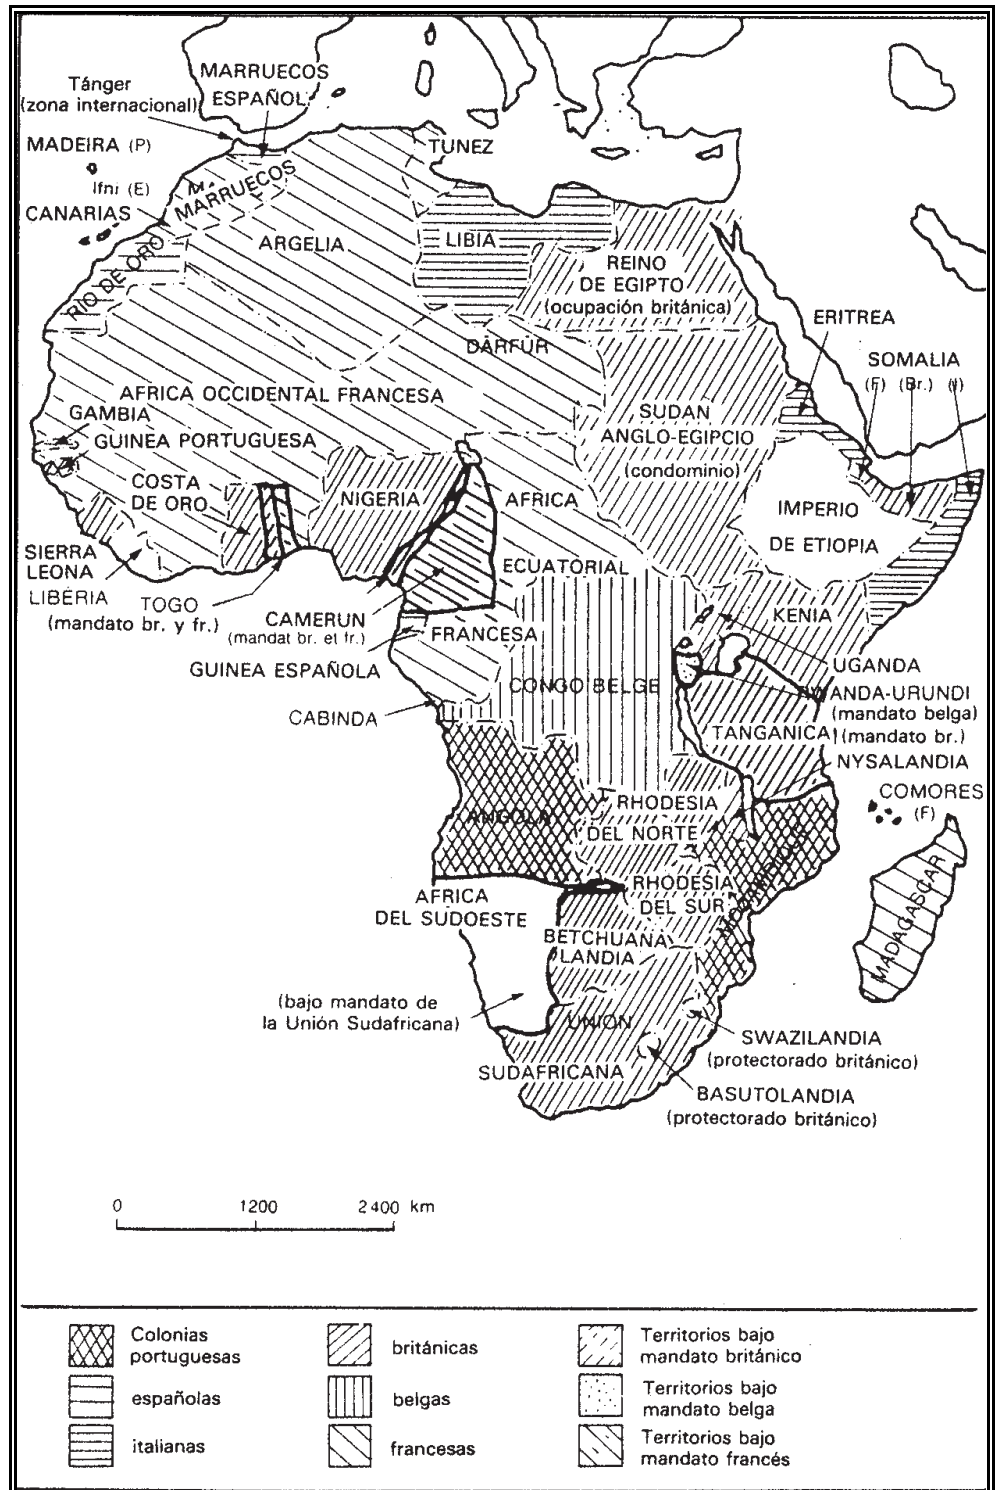 Tánger
(zona internacional)
MARRUECOS
ESPAÑOL
MADEIRA (P)
Ifni (E)
CANARIAS
MARRUECOS
TUNEZ
RIO DE ORO
ARGELIA
LIBIA
REINO
DE EGIPTO
(ocupación británica)
DARFUR
ERITREA
SOMALIA
(F) (Br.) (I)
AFRICA OCCIDENTAL FRANCESA
GAMBIA
GUINEA PORTUGUESA
COSTA
DE ORO
NIGERIA
AFRICA
ECUATORIAL
FRANCESA
SUDAN
ANGLO-EGIPCIO
(condominio)
IMPERIO
DE ETIOPIA
SIERRA
LEONA
LIBERIA
TOGO
(mandato br. y fr.)
CAMERUN
(mandat br. et fr.)
GUINEA ESPAÑOLA
CABINDA
CONGO BELGE
KENIA
UGANDA
RWANDA-URUNDI
(mandato belga)
TANGANICA (mandato br.)
NYSALANDIA
COMORES
(F)
ANGOLA
RHODESIA
DEL NORTE
MOZAMBIQUE
RHODESIA
DEL SUR
MADAGASCAR
AFRICA
DEL SUDOESTE
BETCHUANA
LANDIA
(bajo mandato de
la Unión Sudafricana)
UNION
SUDAFRICANA
SWAZILANDIA
(protectorado británico)
BASUTOLANDIA
(protectorado británico)
0 1200 2400 km
Colonias
portuguesas
españolas
italianas
británicas
belgas
francesas
Territorios bajo
mandato británico
Territorios bajo
mandato belga
Territorios bajo
mandato francés